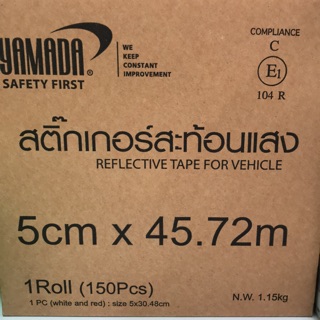 YAMADA®
SAFETY FIRST
WE
KEEP
CONSTANT
IMPROVEMENT
COMPLIANCE
C
E1
104 R
สติ๊กเกอร์สะท้อนแสง
REFLECTIVE TAPE FOR VEHICLE
5cm x 45.72m
1Roll (150Pcs)
1 PC (white and red) : size 5x30.48cm
N.W. 1.15kg